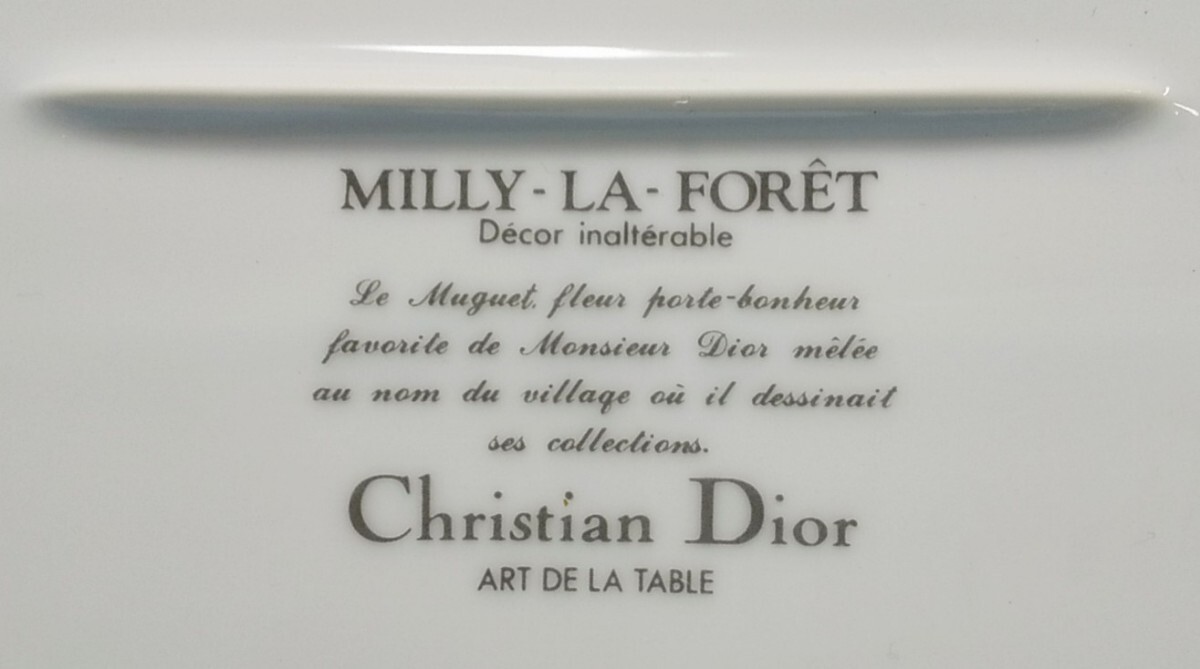 MILLY - LA - FORÊT
Décor inaltérable
Le Muguet, fleur porte-bonheur
favorite de Monsieur Dior mêlée
au nom du village où il dessinait
ses collections.
Christian Dior
ART DE LA TABLE